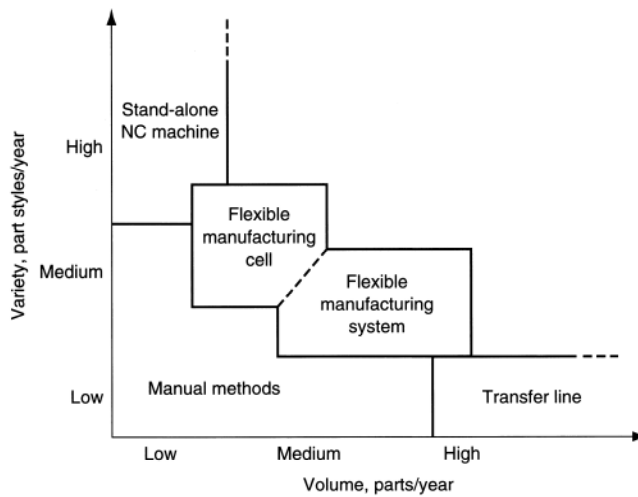 Variety, part styles/year
High
Medium
Low
Stand-alone
NC machine
Flexible
manufacturing
cell
Flexible
manufacturing
system
Manual methods
Transfer line
Low
Medium
High
Volume, parts/year